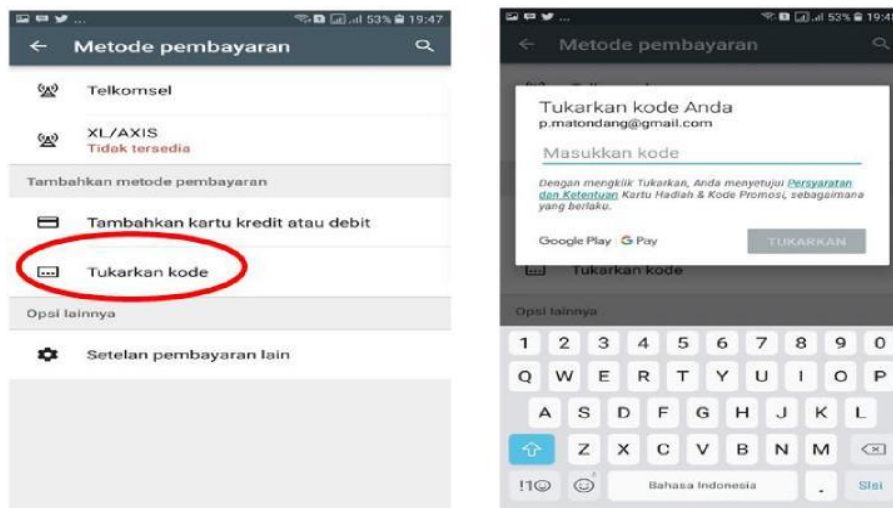 ... 53% 19:47
Metode pembayaran
Telkomsel
XL/AXIS
Tidak tersedia
Tambahkan metode pembayaran
Tambahkan kartu kredit atau debit
Tukarkan kode
Opsi lainnya
Setelan pembayaran lain
... 53%
Metode pembayaran
Tukarkan kode Anda
p.matondang@gmail.com
Masukkan kode
Dengan mengklik Tukarkan, Anda menyetujui Persyaratan
dan Ketentuan Kartu Hadiah & Kode Promosi, sebagaimana
yang berlaku.
Google Play G Pay TUKARKAN
Tukarkan kode
Opsi lainnya
1 2 3 4 5 6 7 8 9 0
Q W E R T Y U I O P
A S D F G H J K L
Z X C V B N M
!1☺ Bahasa Indonesia .